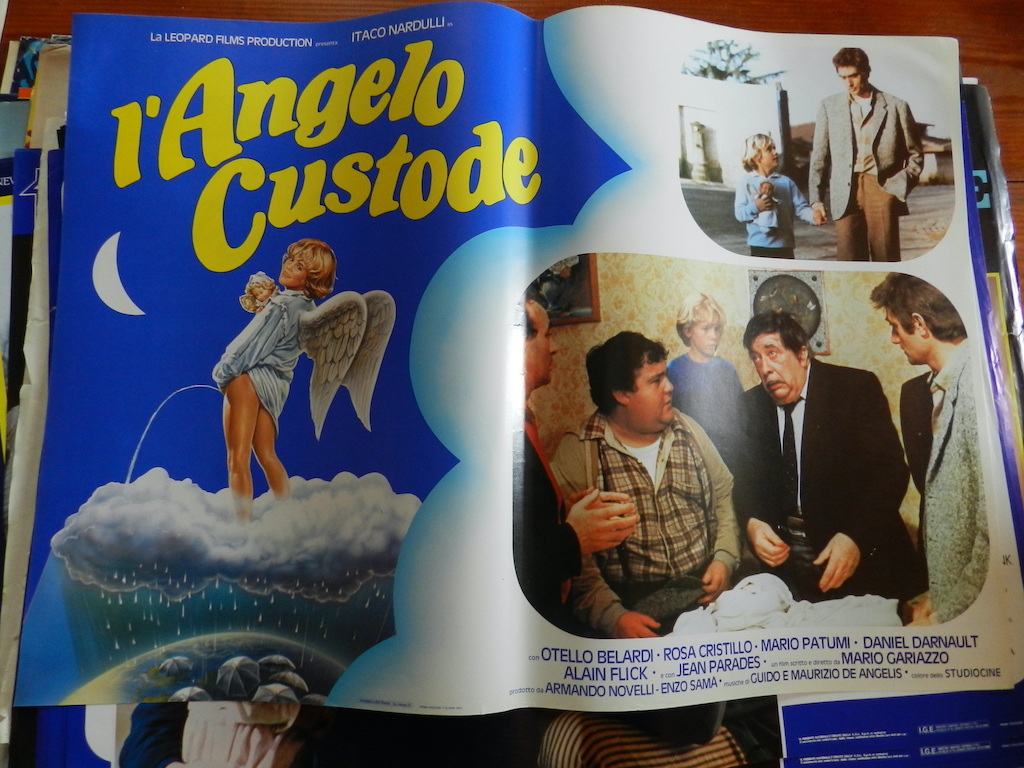 La LEOPARD FILMS PRODUCTION presenta ITACO NARDULLI in
l'Angelo
Custode
con OTELLO BELARDI · ROSA CRISTILLO · MARIO PATUMI · DANIEL DARNAULT
ALAIN FLICK · e con JEAN PARADES · un film scritto e diretto da MARIO GARIAZZO
prodotto da ARMANDO NOVELLI - ENZO SAMÀ · musiche di GUIDO E MAURIZIO DE ANGELIS · colore dello STUDIOCINE
I.G.E.
I.G.E.